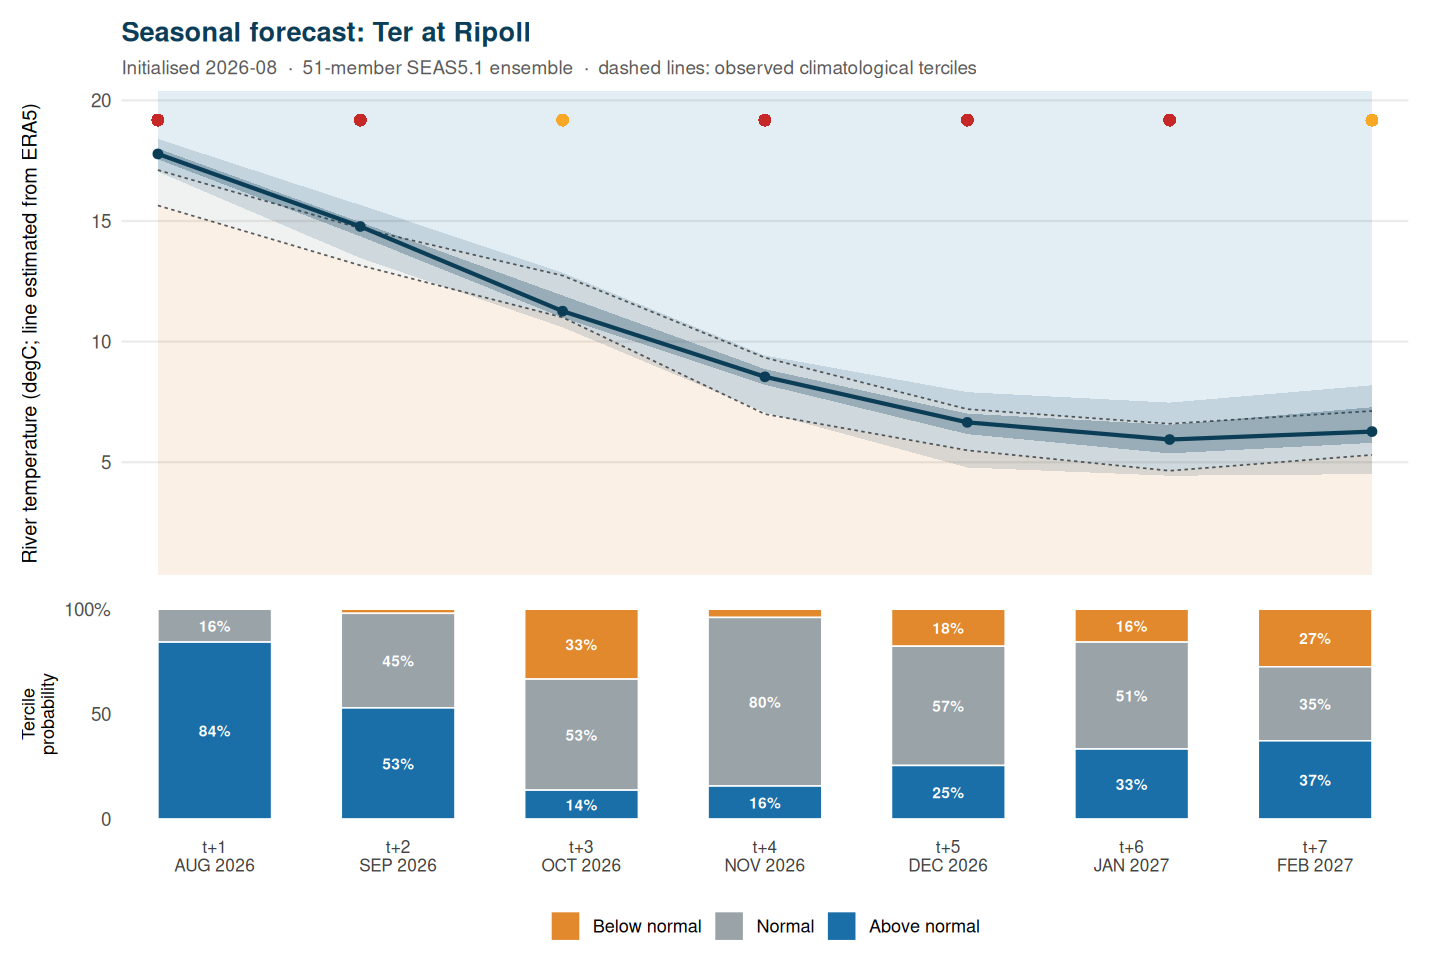 Seasonal forecast: Ter at Ripoll
Initialised 2026-08 · 51-member SEAS5.1 ensemble · dashed lines: observed climatological terciles
River temperature (degC; line estimated from ERA5)
20
15
10
5
Tercile
probability
100%
50
0
16%
84%
45%
53%
33%
53%
14%
80%
16%
18%
57%
25%
16%
51%
33%
27%
35%
37%
t+1
AUG 2026
t+2
SEP 2026
t+3
OCT 2026
t+4
NOV 2026
t+5
DEC 2026
t+6
JAN 2027
t+7
FEB 2027
Below normal
Normal
Above normal